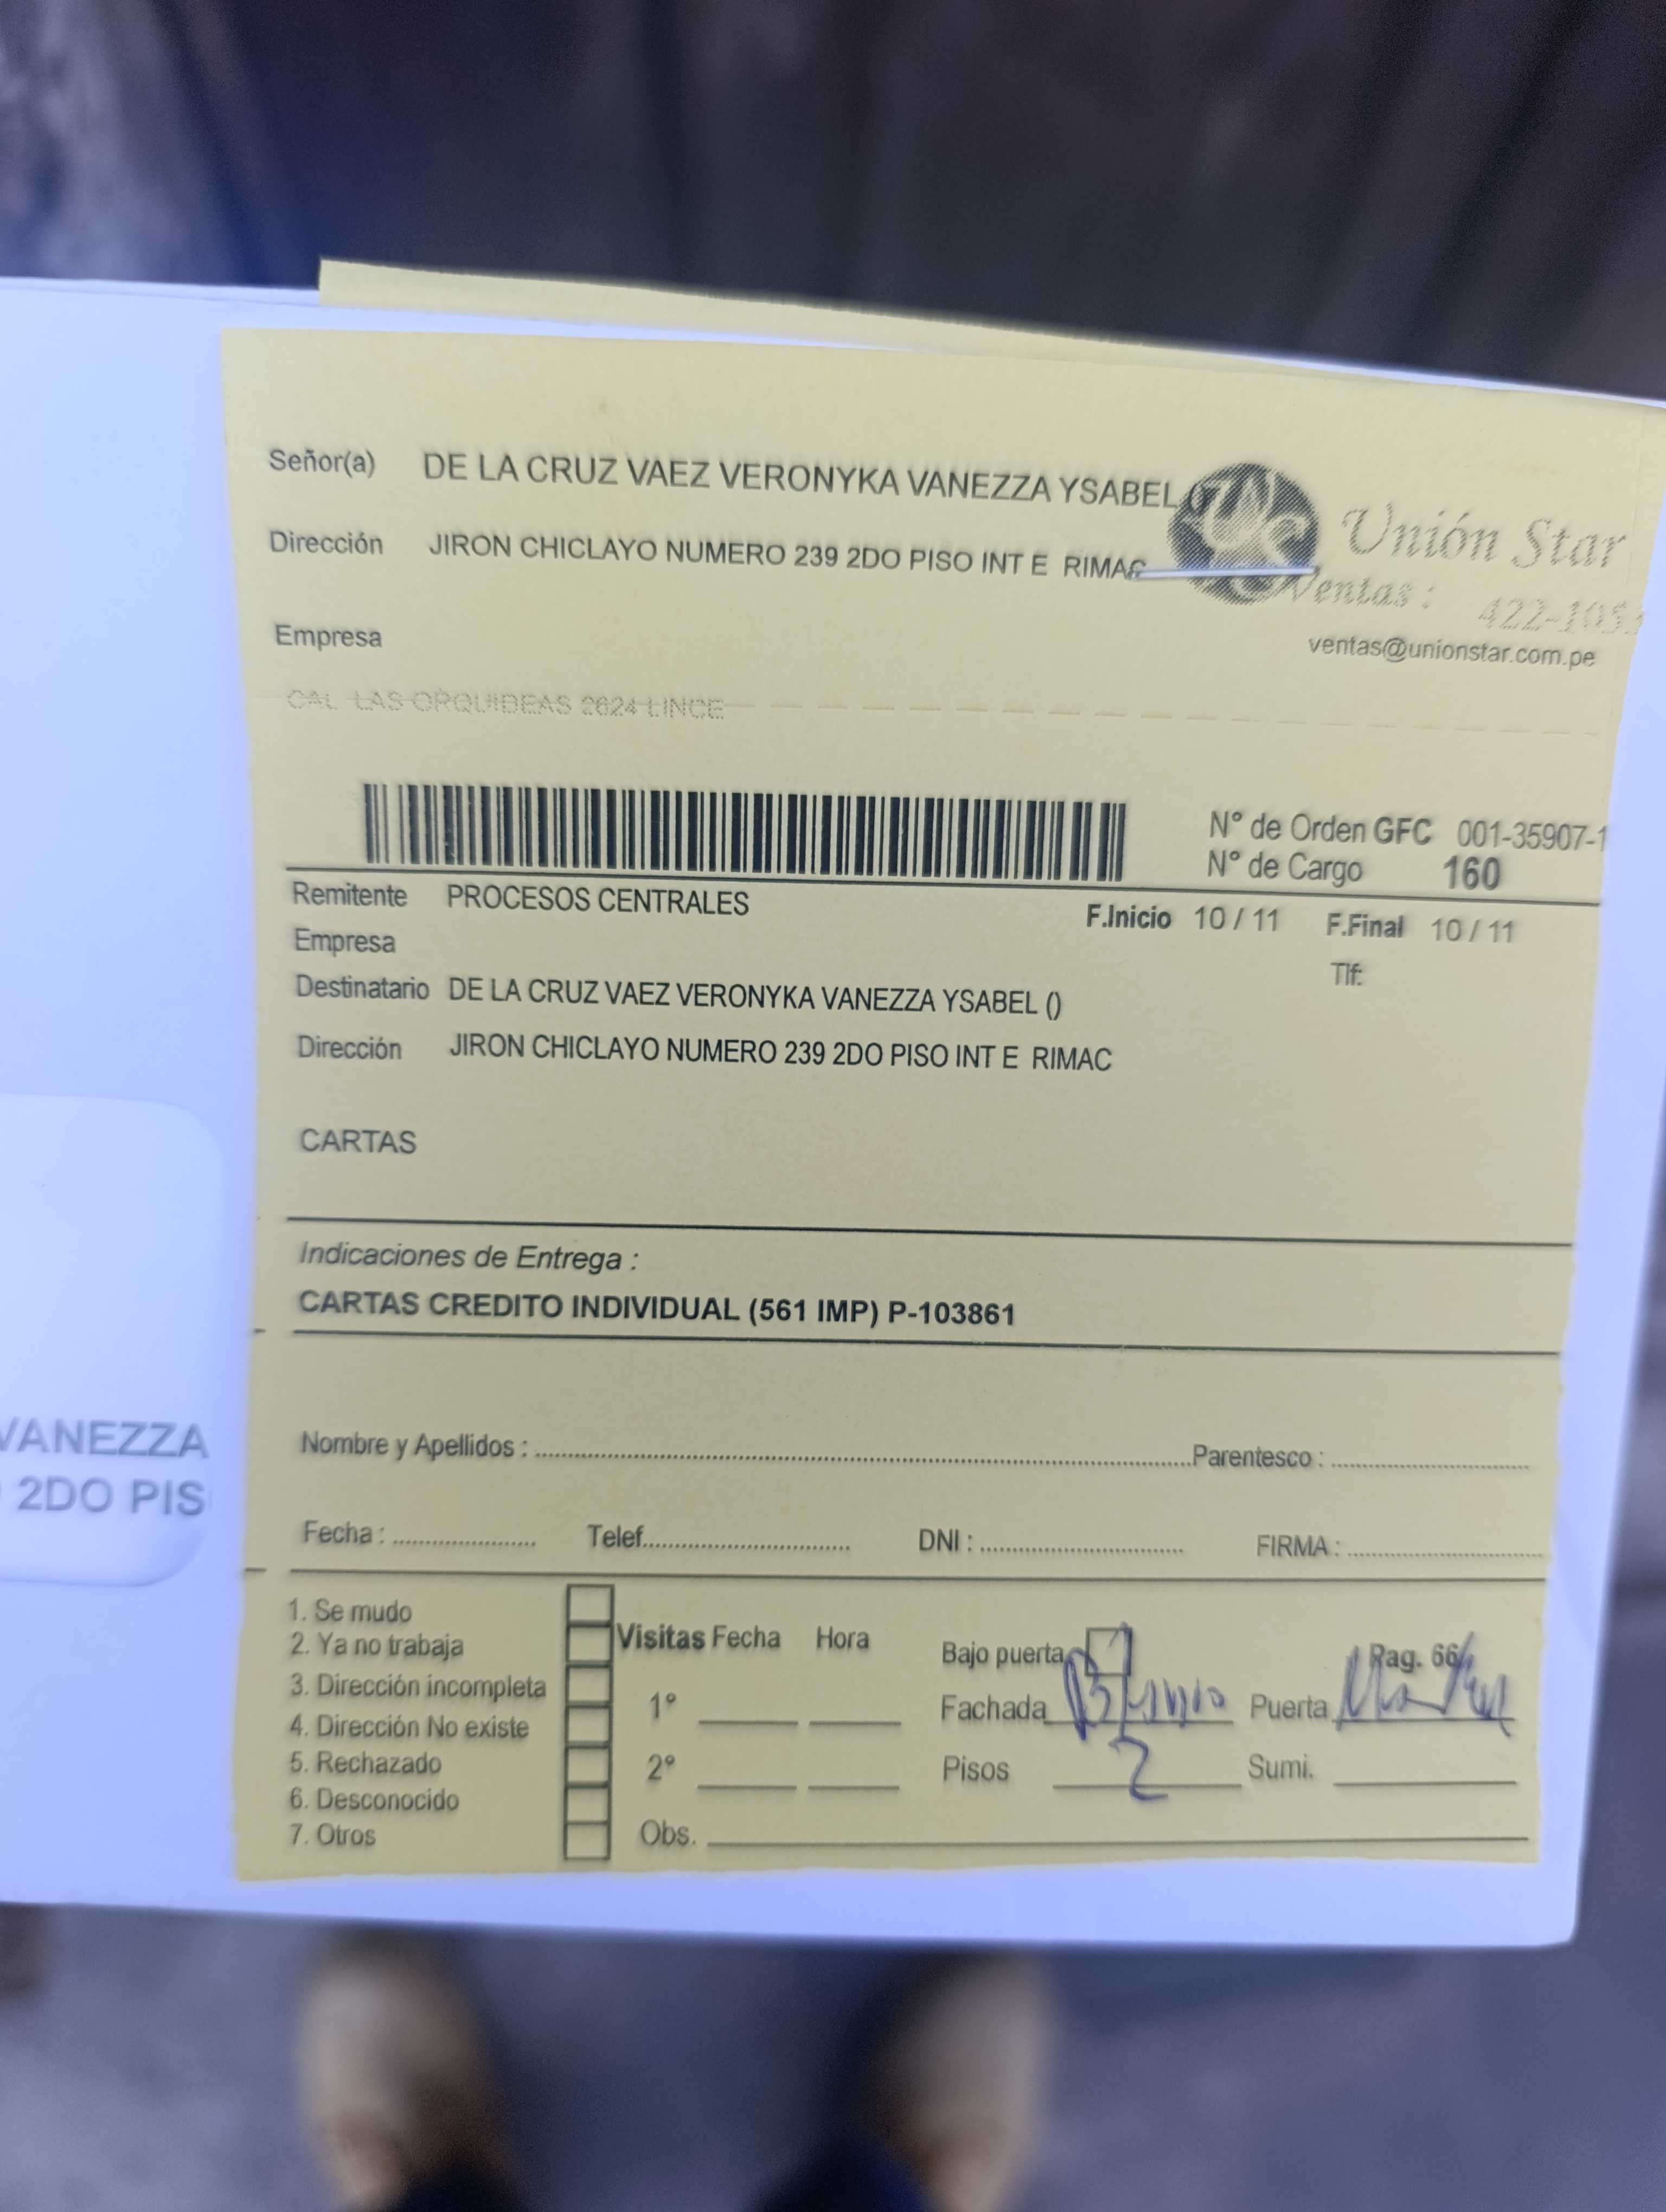 Señor(a) DE LA CRUZ VAEZ VERONYKA VANEZZA YSABEL (
Unión Star
Dirección JIRON CHICLAYO NUMERO 239 2DO PISO INT E RIMAC
Ventas : 422-105
Empresa
ventas@unionstar.com.pe
CAL LAS ORQUIDEAS 2624 LINCE
N° de Orden GFC 001-35907-1
N° de Cargo 160
Remitente PROCESOS CENTRALES
F.Inicio 10 / 11 F.Final 10 / 11
Empresa
Tlf:
Destinatario DE LA CRUZ VAEZ VERONYKA VANEZZA YSABEL ()
Dirección JIRON CHICLAYO NUMERO 239 2DO PISO INT E RIMAC
CARTAS
Indicaciones de Entrega :
CARTAS CREDITO INDIVIDUAL (561 IMP) P-103861
VANEZZA
2DO PIS
Nombre y Apellidos : Parentesco :
Fecha : Telef. DNI : FIRMA :
1. Se mudo
2. Ya no trabaja
3. Dirección incompleta
4. Dirección No existe
5. Rechazado
6. Desconocido
7. Otros
Visitas Fecha Hora
1°
2°
Obs.
Bajo puerta
Pag. 66
Fachada
Puerta
Pisos 2 Sumi.